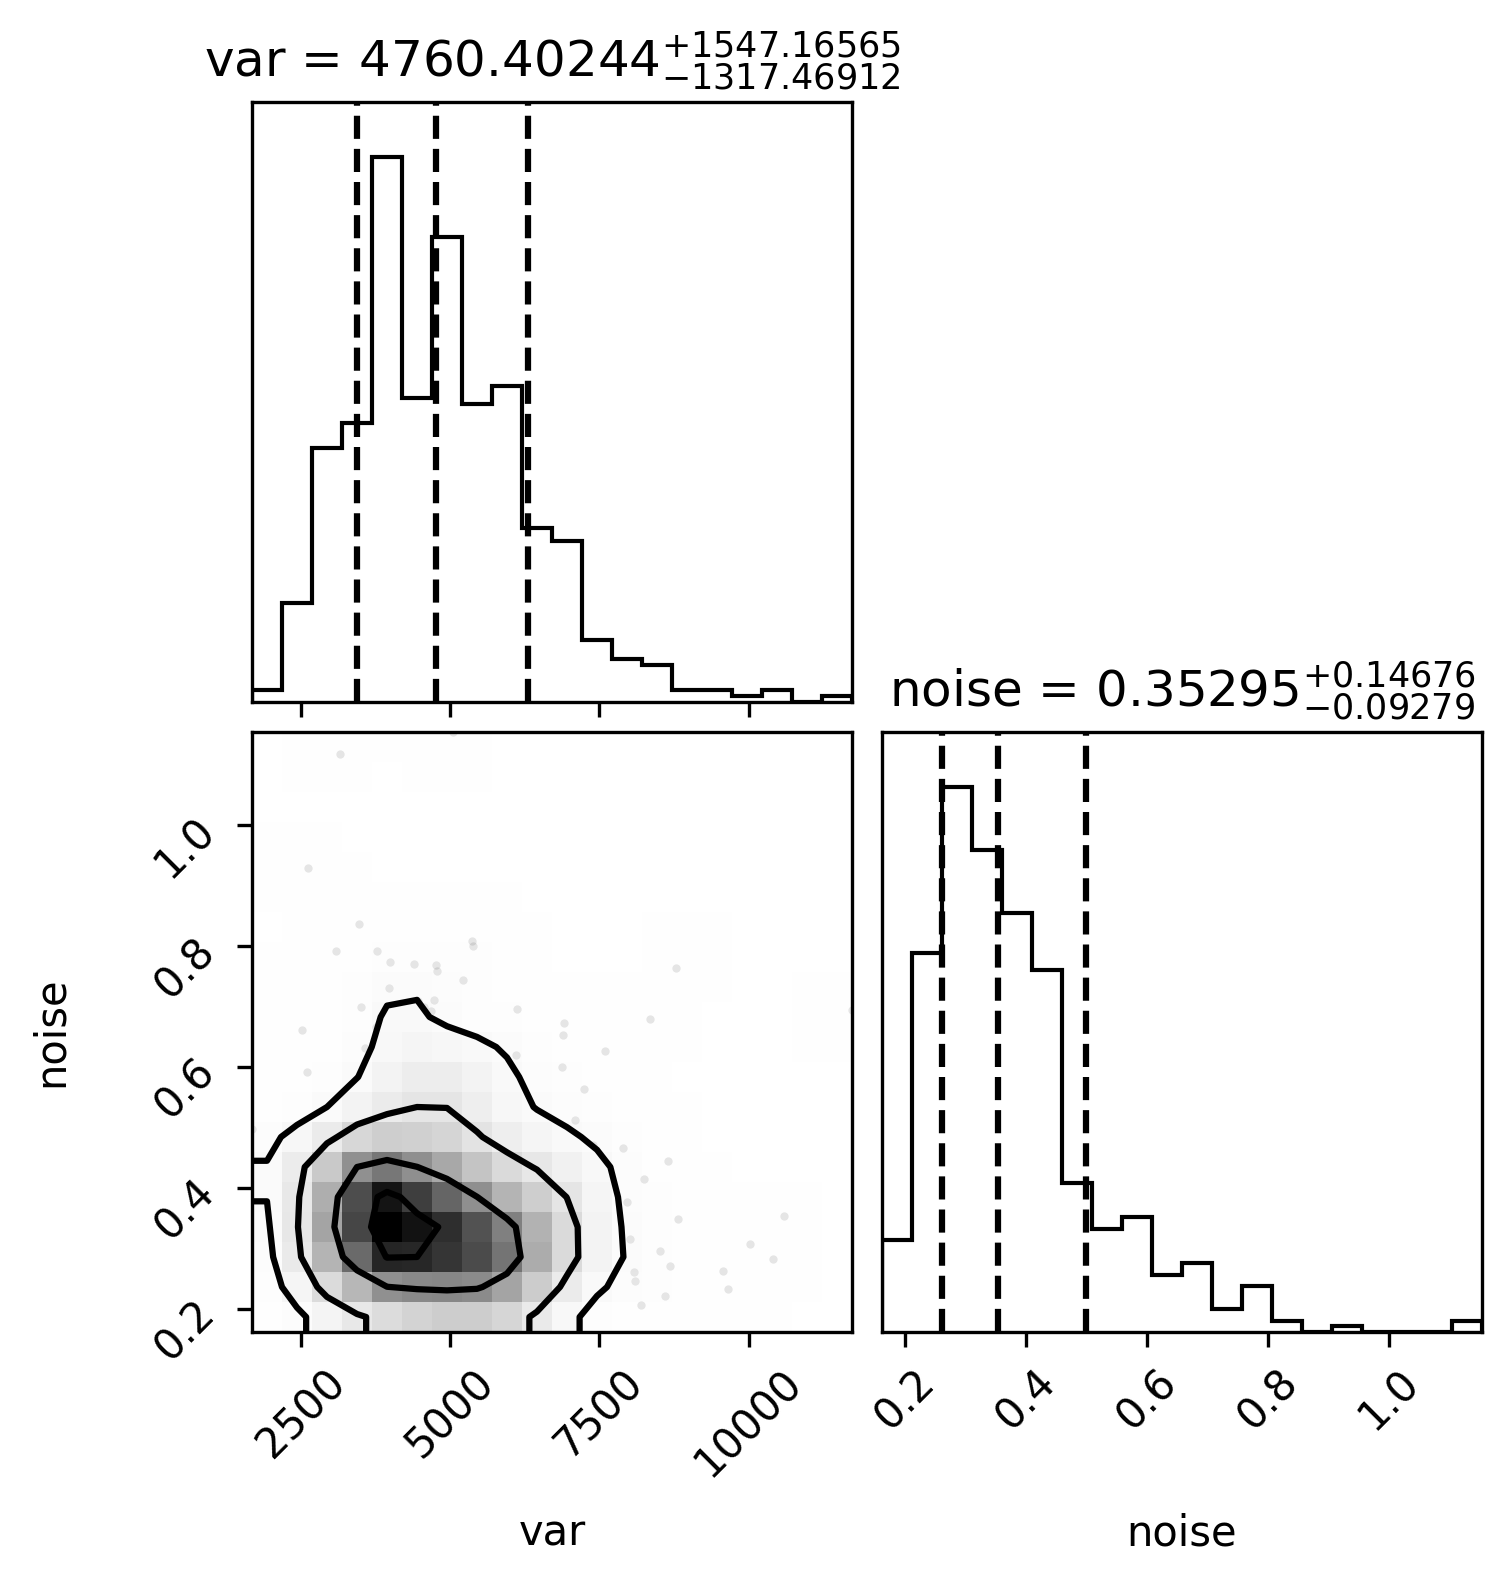 var = 4760.40244+1547.16565−1317.46912
noise = 0.35295+0.14676−0.09279
noise
1.0
0.8
0.6
0.4
0.2
2500 5000 7500 10000
0.2 0.4 0.6 0.8 1.0
var
noise